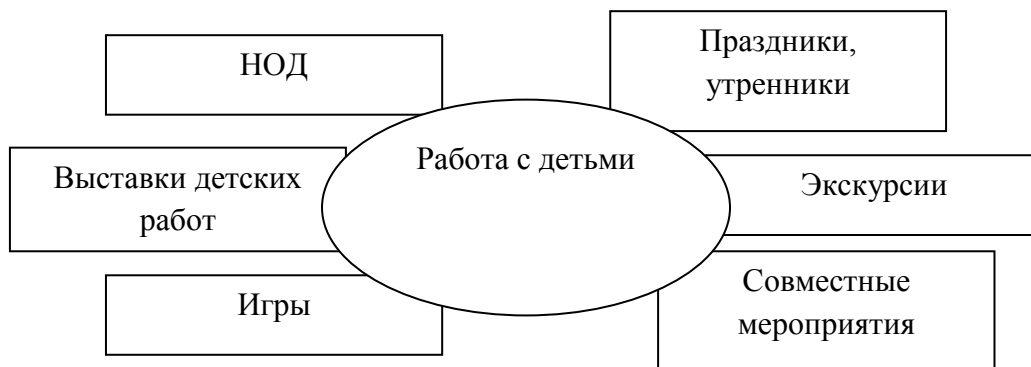 НОД
Праздники,
утренники
Работа с детьми
Выставки детских
работ
Экскурсии
Игры
Совместные
мероприятия